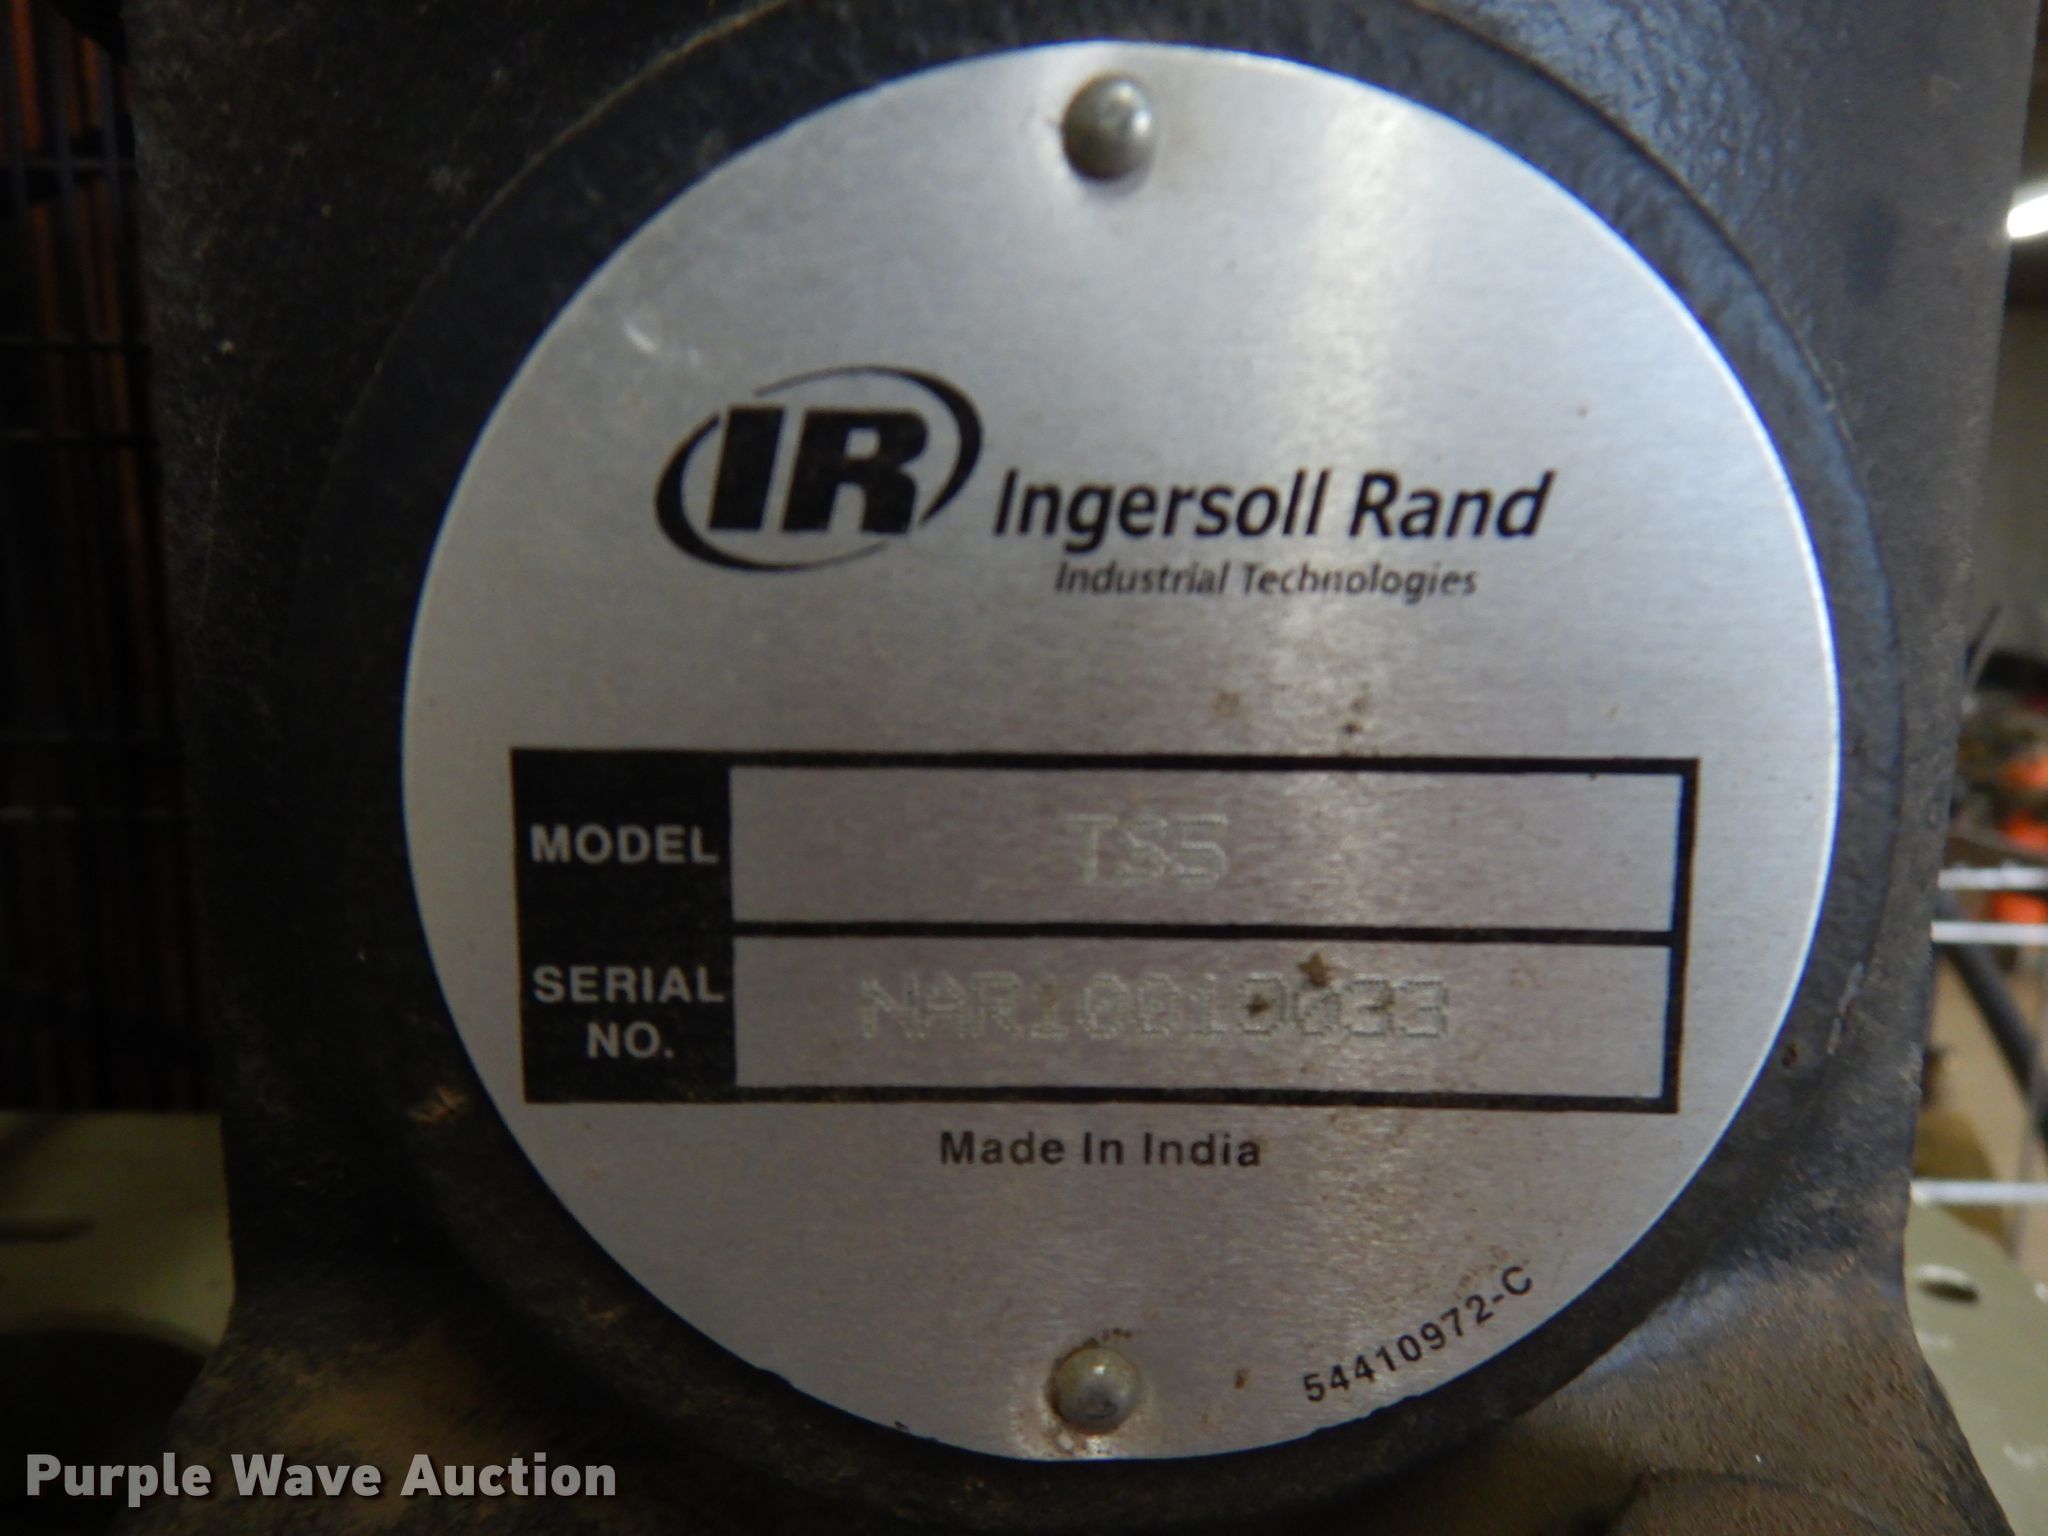 IR Ingersoll Rand
Industrial Technologies
MODEL TS5
SERIAL NO. NAR10010033
Made In India
54410972-C
Purple Wave Auction